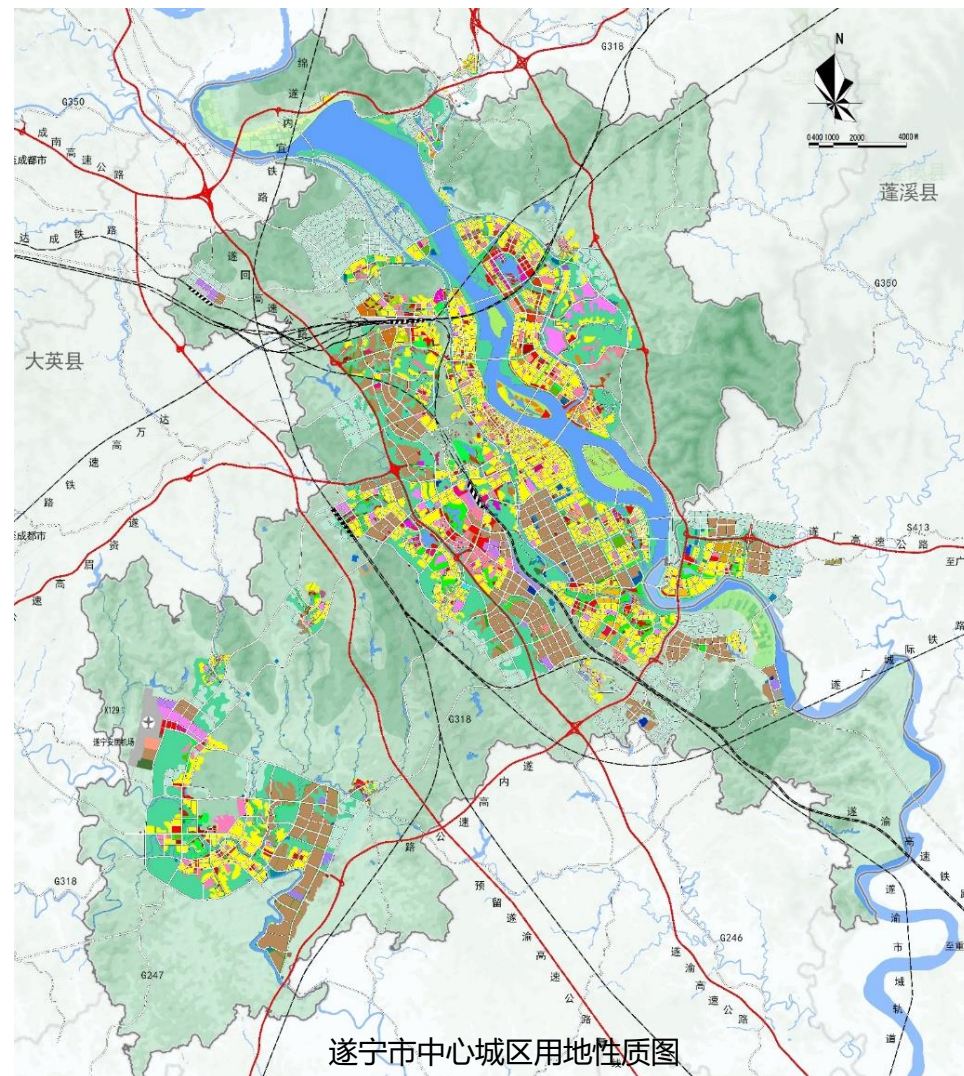 G318
N
绵遂内宜铁路
G350
成南高速公路
至成都市
0 400 1000 2000 4000 M
蓬溪县
达成铁路
遂回高速公路
G350
大英县
成达万高速铁路
至成都市
遂资眉高速
S413
遂广高速公路
至广
遂广城际铁路
X129
遂宁安居机场
G318
遂内高速公路
遂渝高速铁路
G318
预留遂渝高速公路
G246
遂渝高速公路
遂渝市域轨道
至重
G247
遂宁市中心城区用地性质图